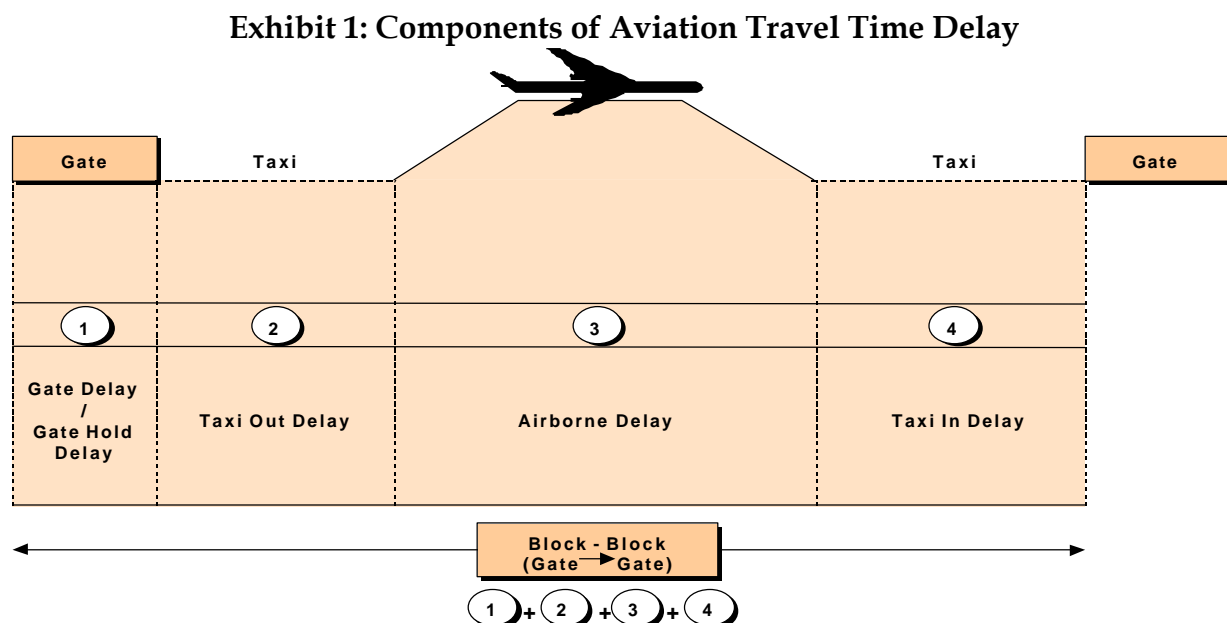 Exhibit 1: Components of Aviation Travel Time Delay
Gate
Taxi
Taxi
Gate
1
2
3
4
Gate Delay
/
Gate Hold
Delay
Taxi Out Delay
Airborne Delay
Taxi In Delay
Block - Block
(Gate Gate)
1 + 2 + 3 + 4